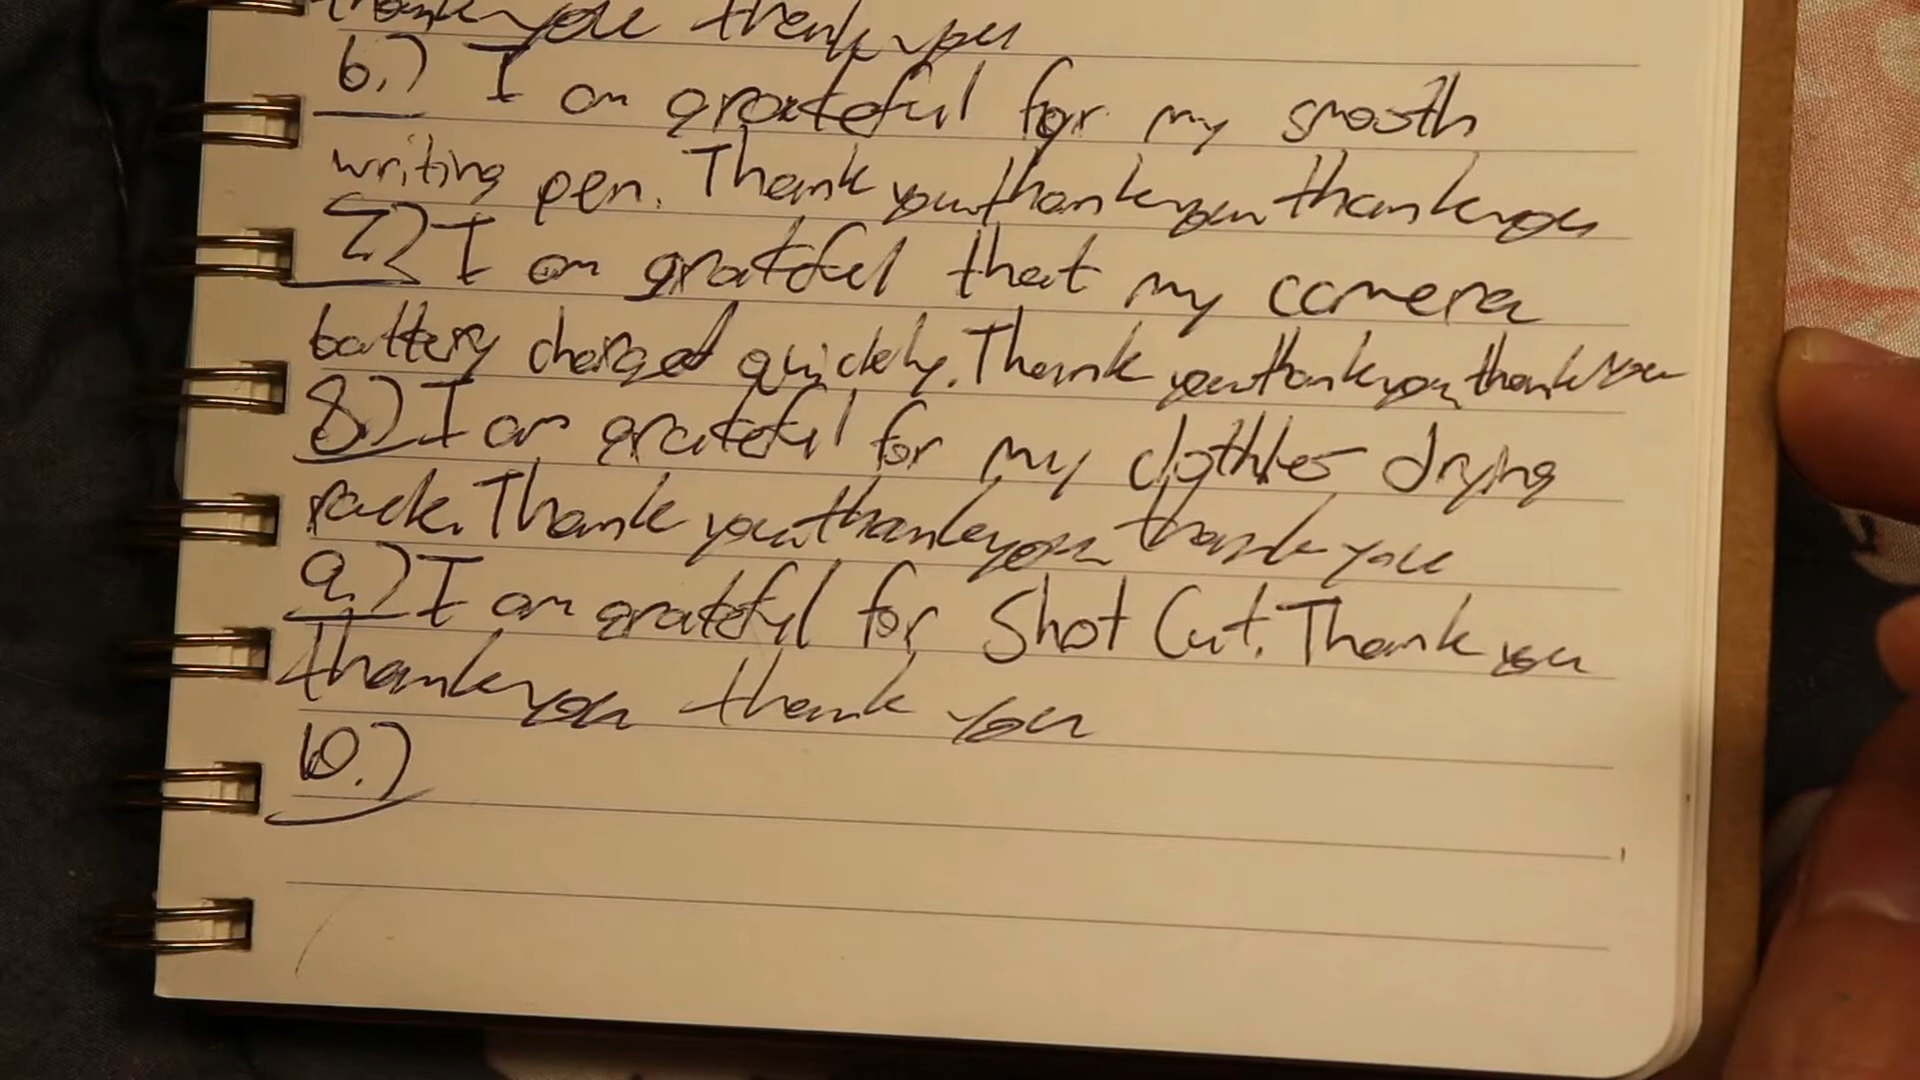 thank you thank you
6.) I am grateful for my smooth
writing pen. Thank you thank you thank you
7.) I am grateful that my camera
battery charged quickly. Thank you thank you thank you
8.) I am grateful for my clothes drying
rack. Thank you thank you thank you
9.) I am grateful for Shot Cut. Thank you
thank you thank you
10.)